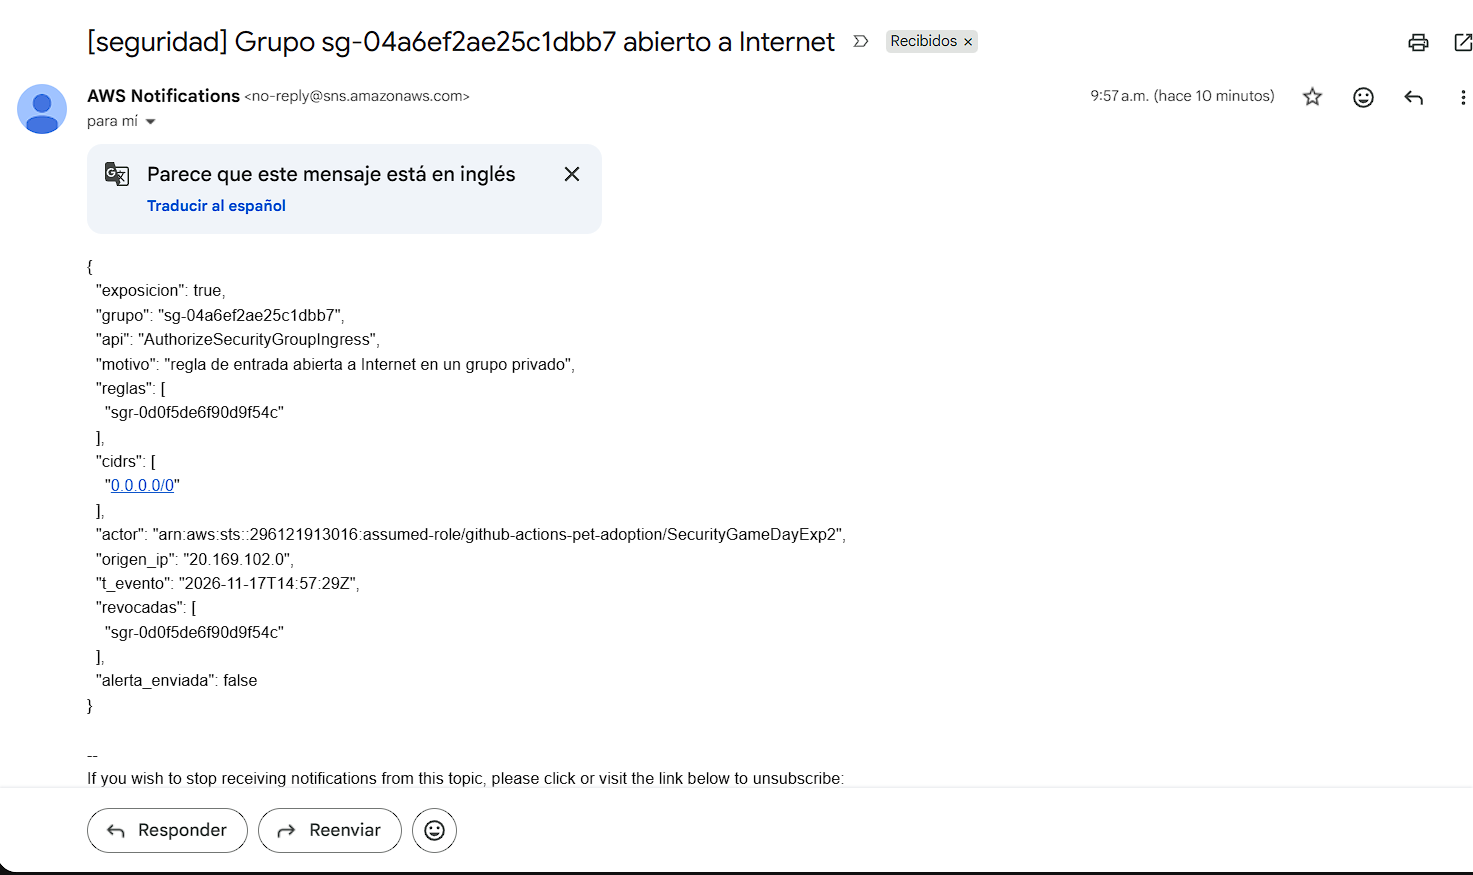 [seguridad] Grupo sg-04a6ef2ae25c1dbb7 abierto a Internet
Recibidos ×
AWS Notifications <no-reply@sns.amazonaws.com>
9:57 a.m. (hace 10 minutos)
para mí
Parece que este mensaje está en inglés
Traducir al español
{
"exposicion": true,
"grupo": "sg-04a6ef2ae25c1dbb7",
"api": "AuthorizeSecurityGroupIngress",
"motivo": "regla de entrada abierta a Internet en un grupo privado",
"reglas": [
"sgr-0d0f5de6f90d9f54c"
],
"cidrs": [
"0.0.0.0/0"
],
"actor": "arn:aws:sts::296121913016:assumed-role/github-actions-pet-adoption/SecurityGameDayExp2",
"origen_ip": "20.169.102.0",
"t_evento": "2026-11-17T14:57:29Z",
"revocadas": [
"sgr-0d0f5de6f90d9f54c"
],
"alerta_enviada": false
}
--
If you wish to stop receiving notifications from this topic, please click or visit the link below to unsubscribe:
Responder
Reenviar